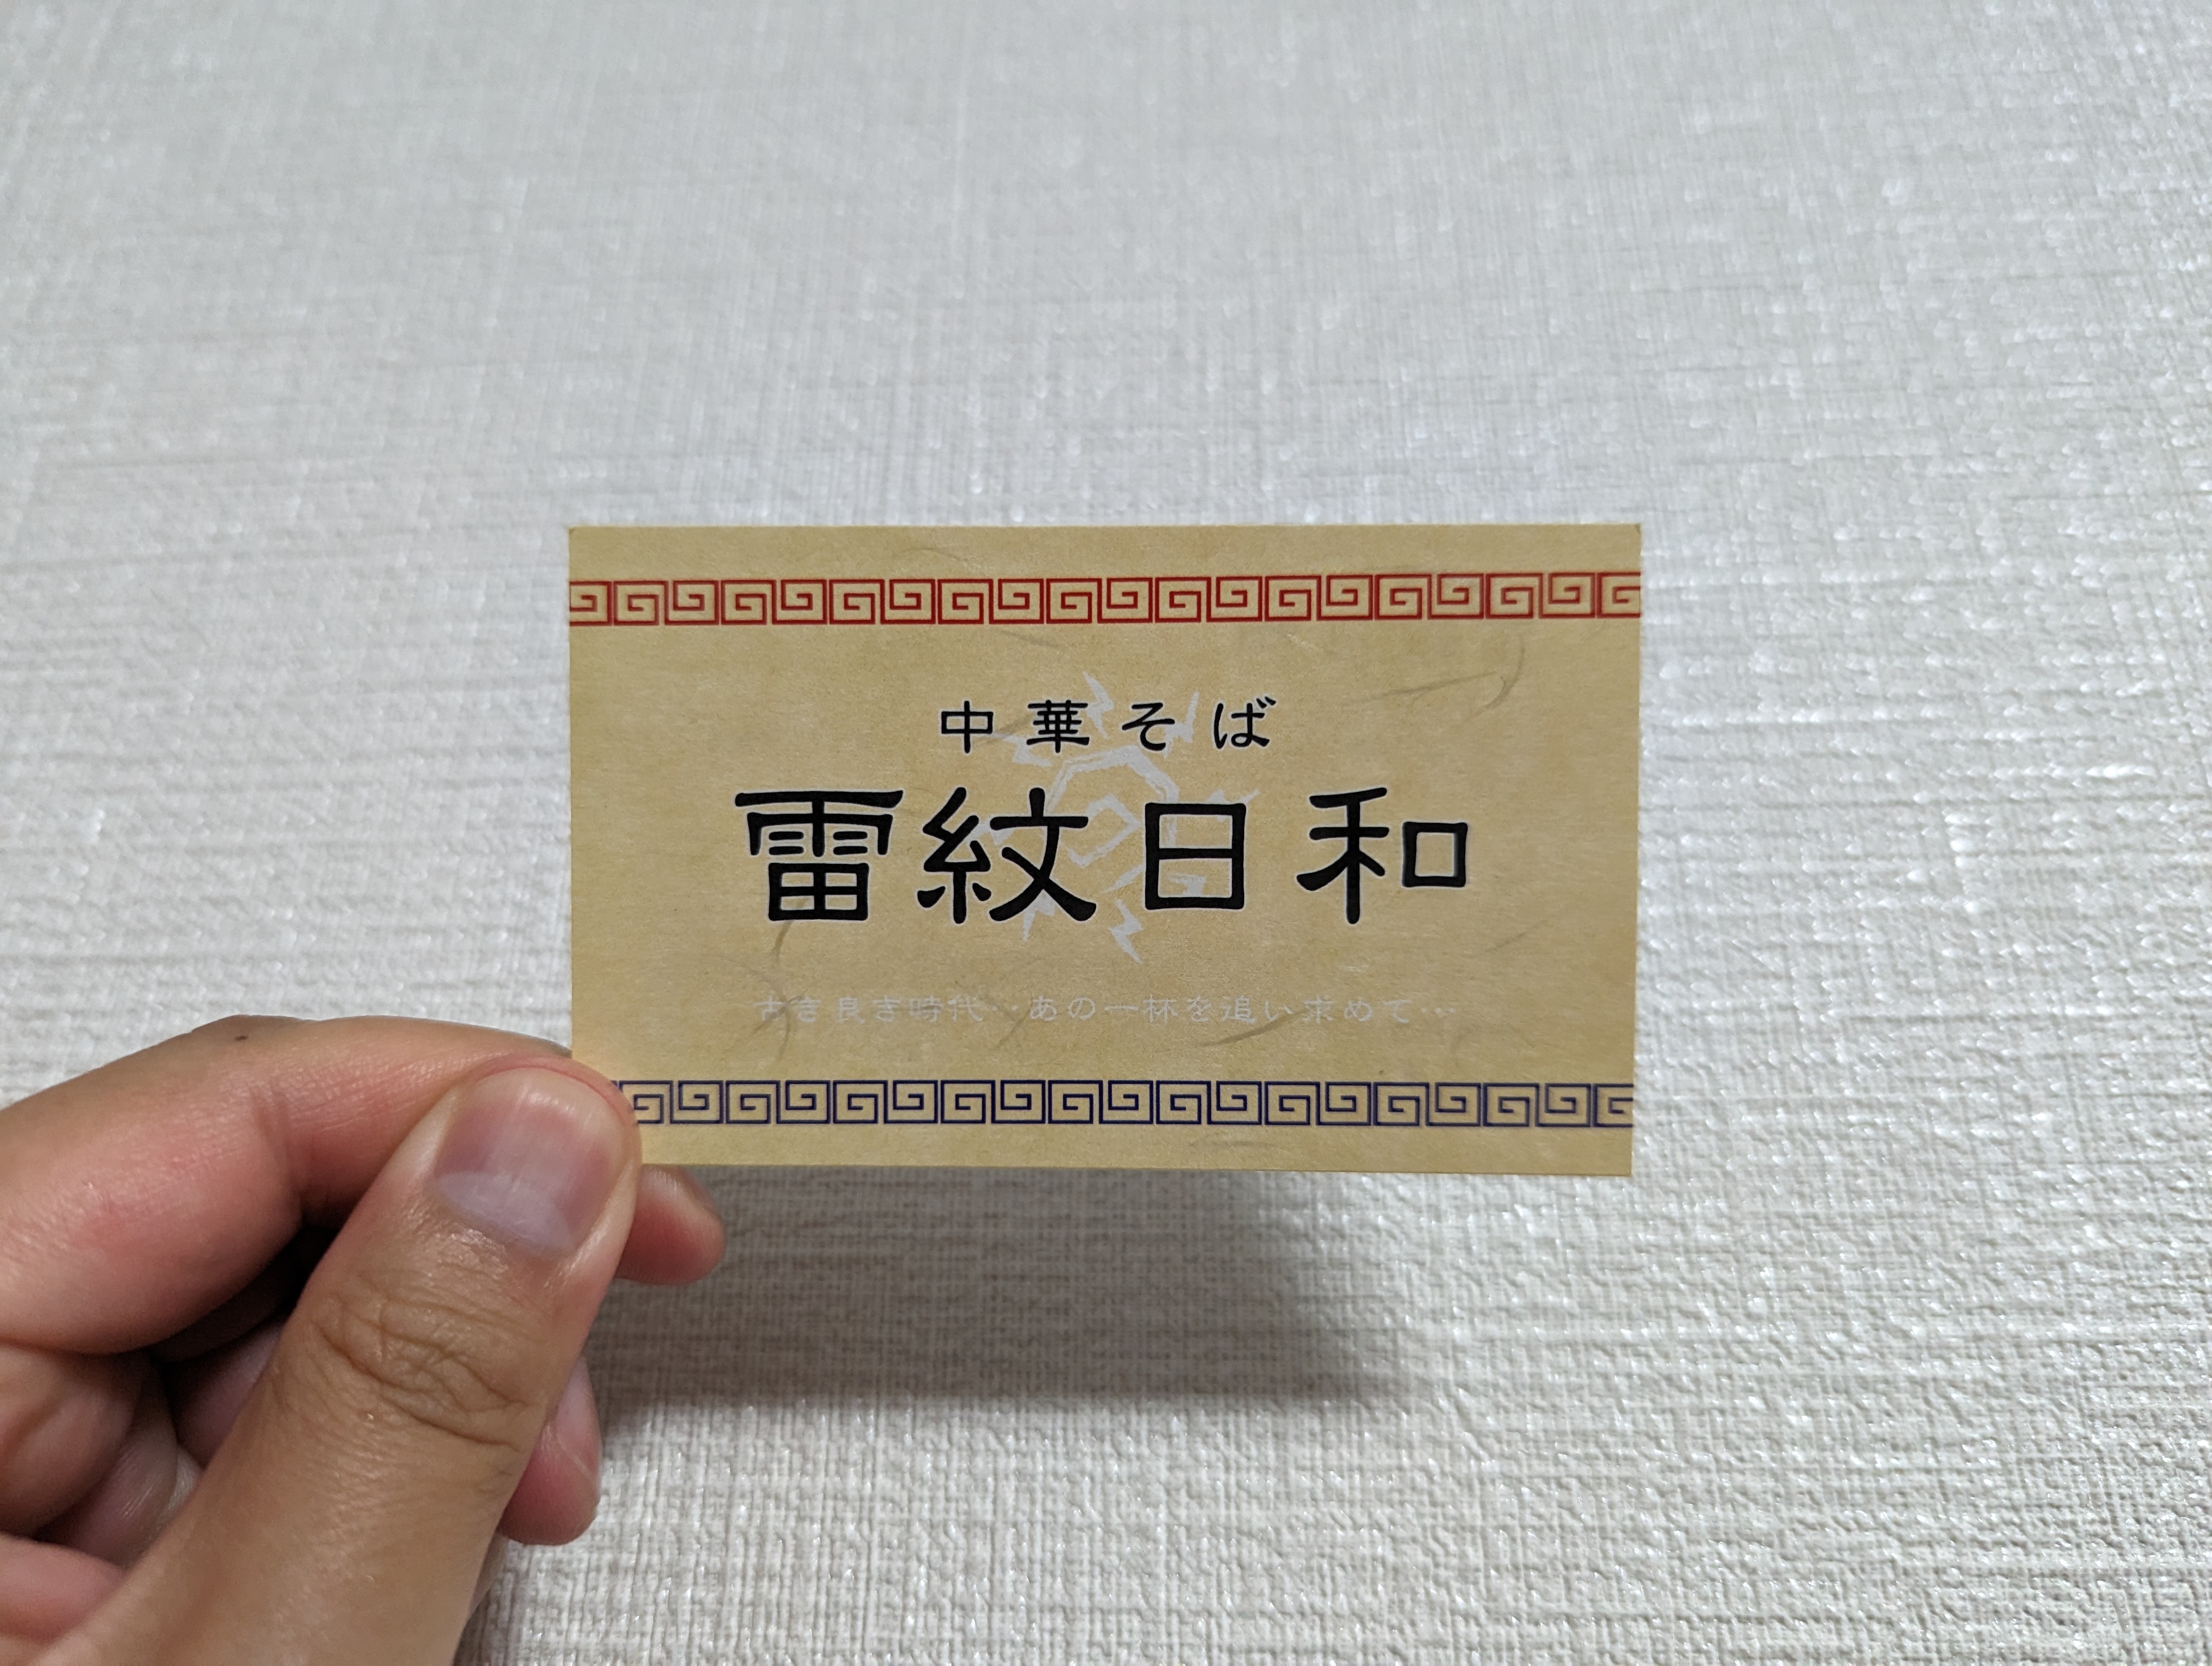 中華そば
雷紋日和
古き良き時代…あの一杯を追い求めて…